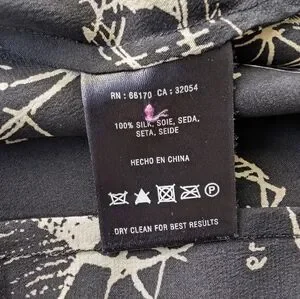 RN : 66170 CA : 32054
100% SILK, SOIE, SEDA,
SETA, SEIDE
HECHO EN CHINA
P
DRY CLEAN FOR BEST RESULTS